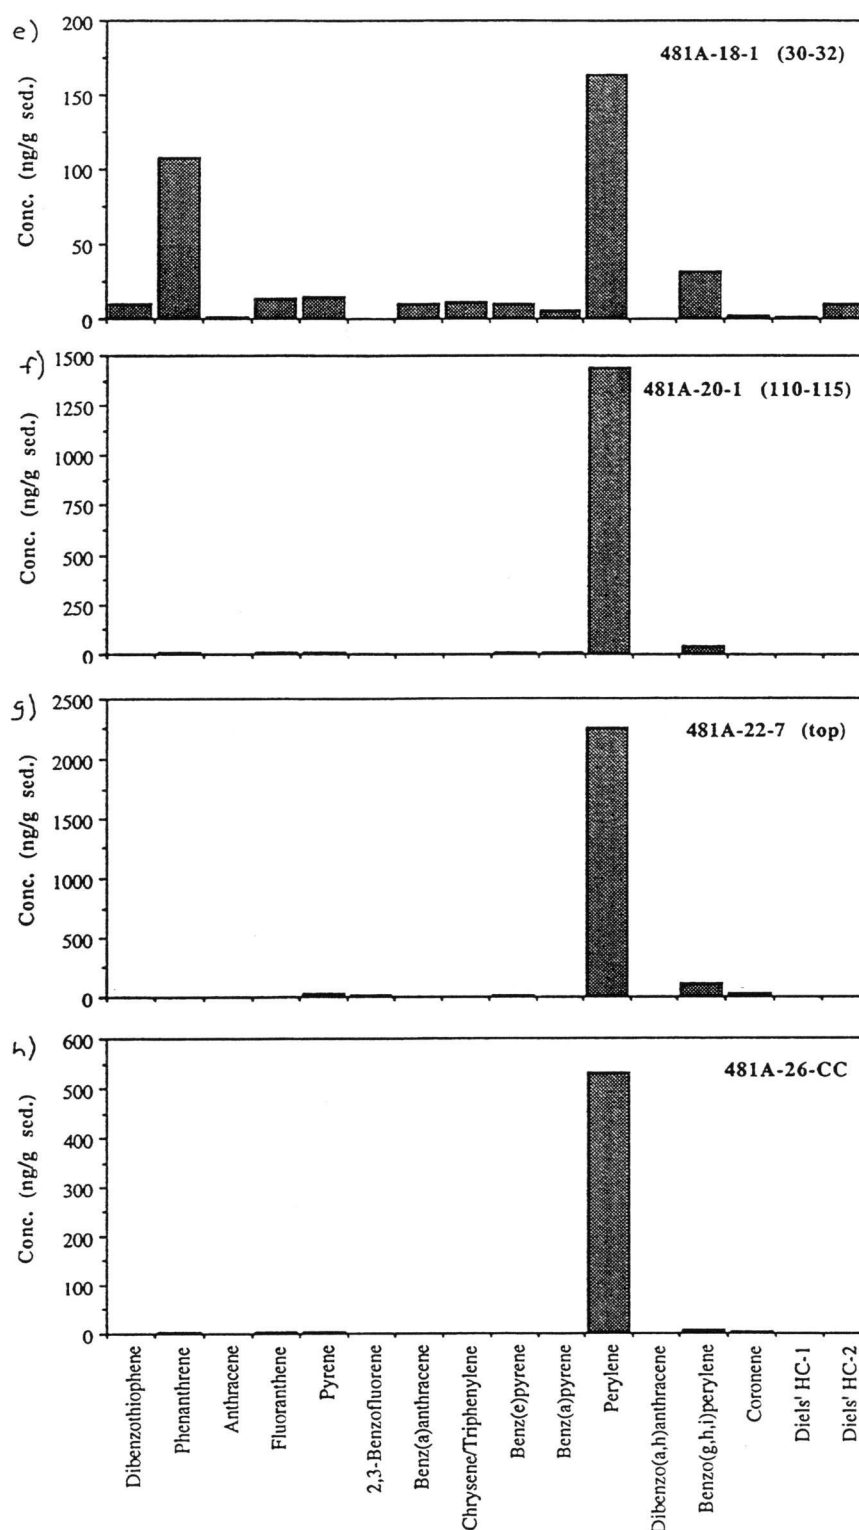 e)
481A-18-1 (30-32)
Conc. (ng/g sed.)
200
150
100
50
0
f)
481A-20-1 (110-115)
Conc. (ng/g sed.)
1500
1250
1000
750
500
250
0
g)
481A-22-7 (top)
Conc. (ng/g sed.)
2500
2000
1500
1000
500
0
h)
481A-26-CC
Conc. (ng/g sed.)
600
500
400
300
200
100
0
Dibenzothiophene
Phenanthrene
Anthracene
Fluoranthene
Pyrene
2,3-Benzofluorene
Benz(a)anthracene
Chrysene/Triphenylene
Benz(e)pyrene
Benz(a)pyrene
Perylene
Dibenzo(a,h)anthracene
Benzo(g,h,i)perylene
Coronene
Diels' HC-1
Diels' HC-2